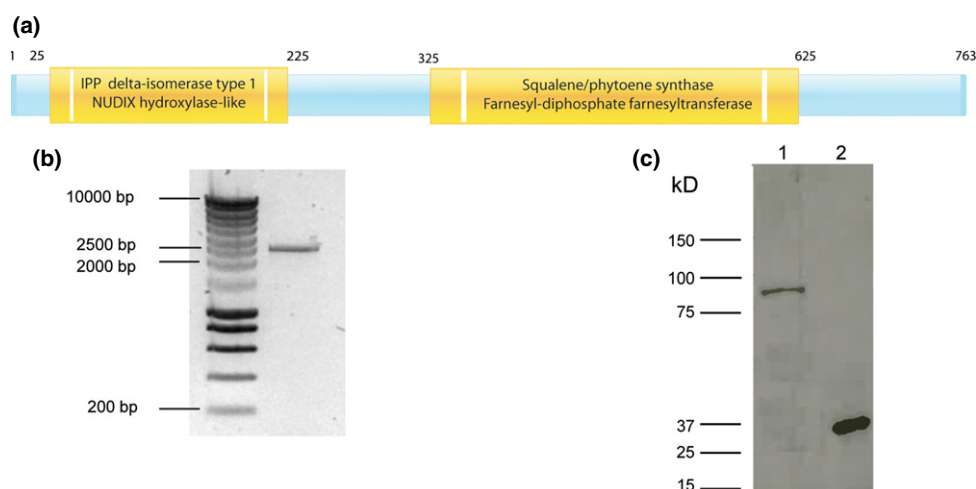 (a)
1 25 225 325 625 763
IPP delta-isomerase type 1
NUDIX hydroxylase-like
Squalene/phytoene synthase
Farnesyl-diphosphate farnesyltransferase
(b)
10000 bp
2500 bp
2000 bp
200 bp
(c)
1 2
kD
150
100
75
37
25
15